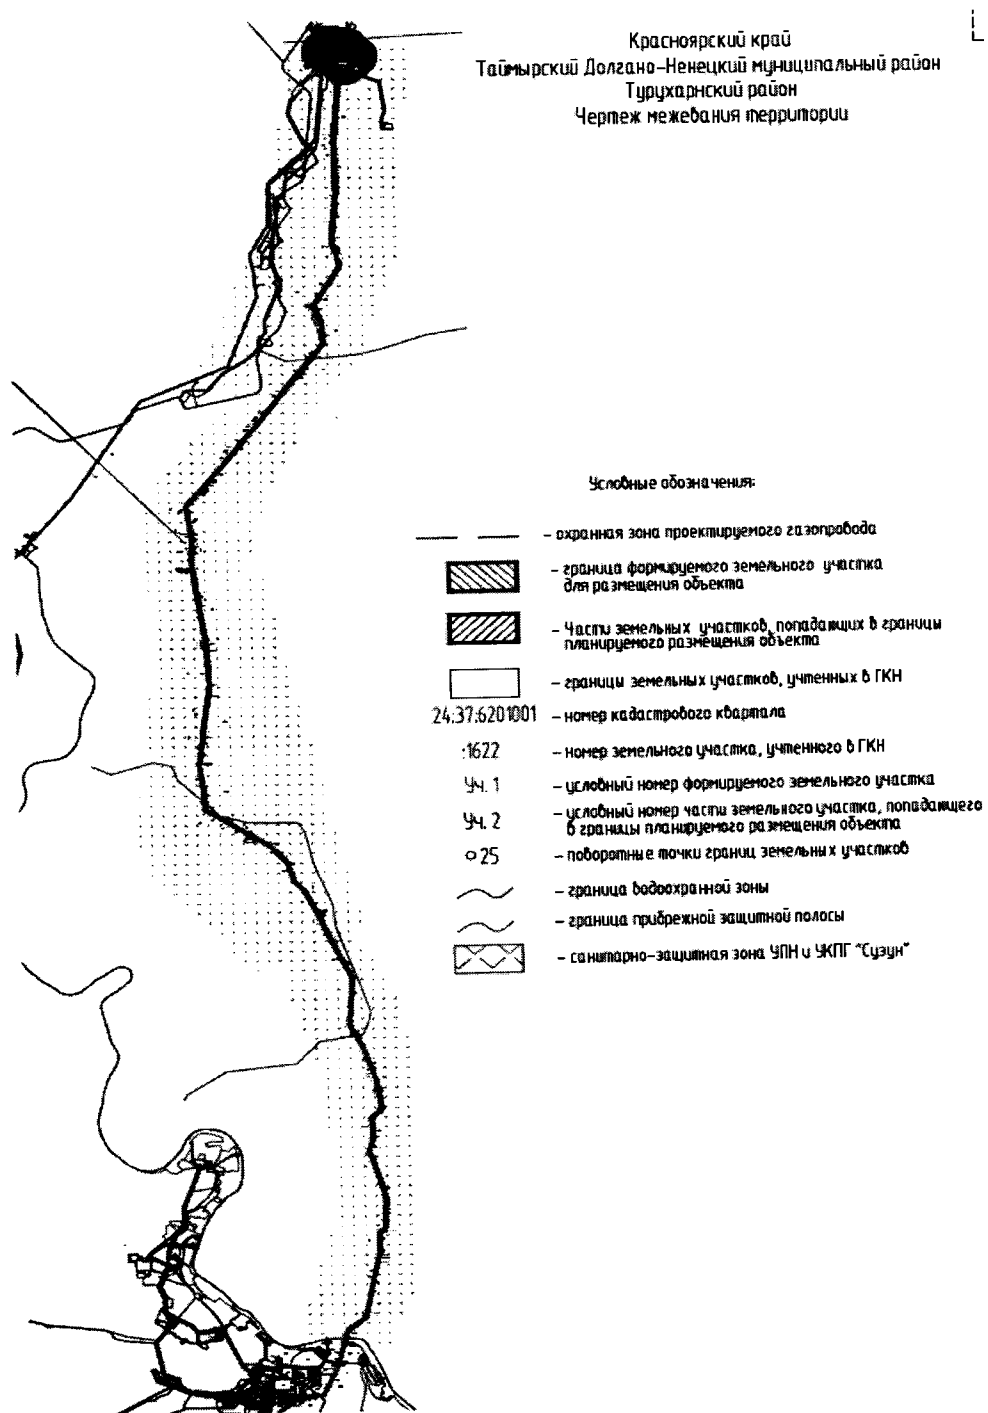 Красноярский край
Таймырский Долгано-Ненецкий муниципальный район
Турухарнский район
Чертеж межевания территории
Условные обозначения:
- охранная зона проектируемого газопровода
- граница формируемого земельного участка
для размещения объекта
- Части земельных участков, попадающих в границы
планируемого размещения объекта
- границы земельных участков, учтенных в ГКН
24:37:6201001 - номер кадастрового квартала
:1622 - номер земельного участка, учтенного в ГКН
Уч. 1 - условный номер формируемого земельного участка
Уч. 2 - условный номер части земельного участка, попадающего
в границы планируемого размещения объекта
25 - поворотные точки границ земельных участков
- граница водоохранной зоны
- граница прибрежной защитной полосы
- санитарно-защитная зона УПН и УКПГ "Сузун"